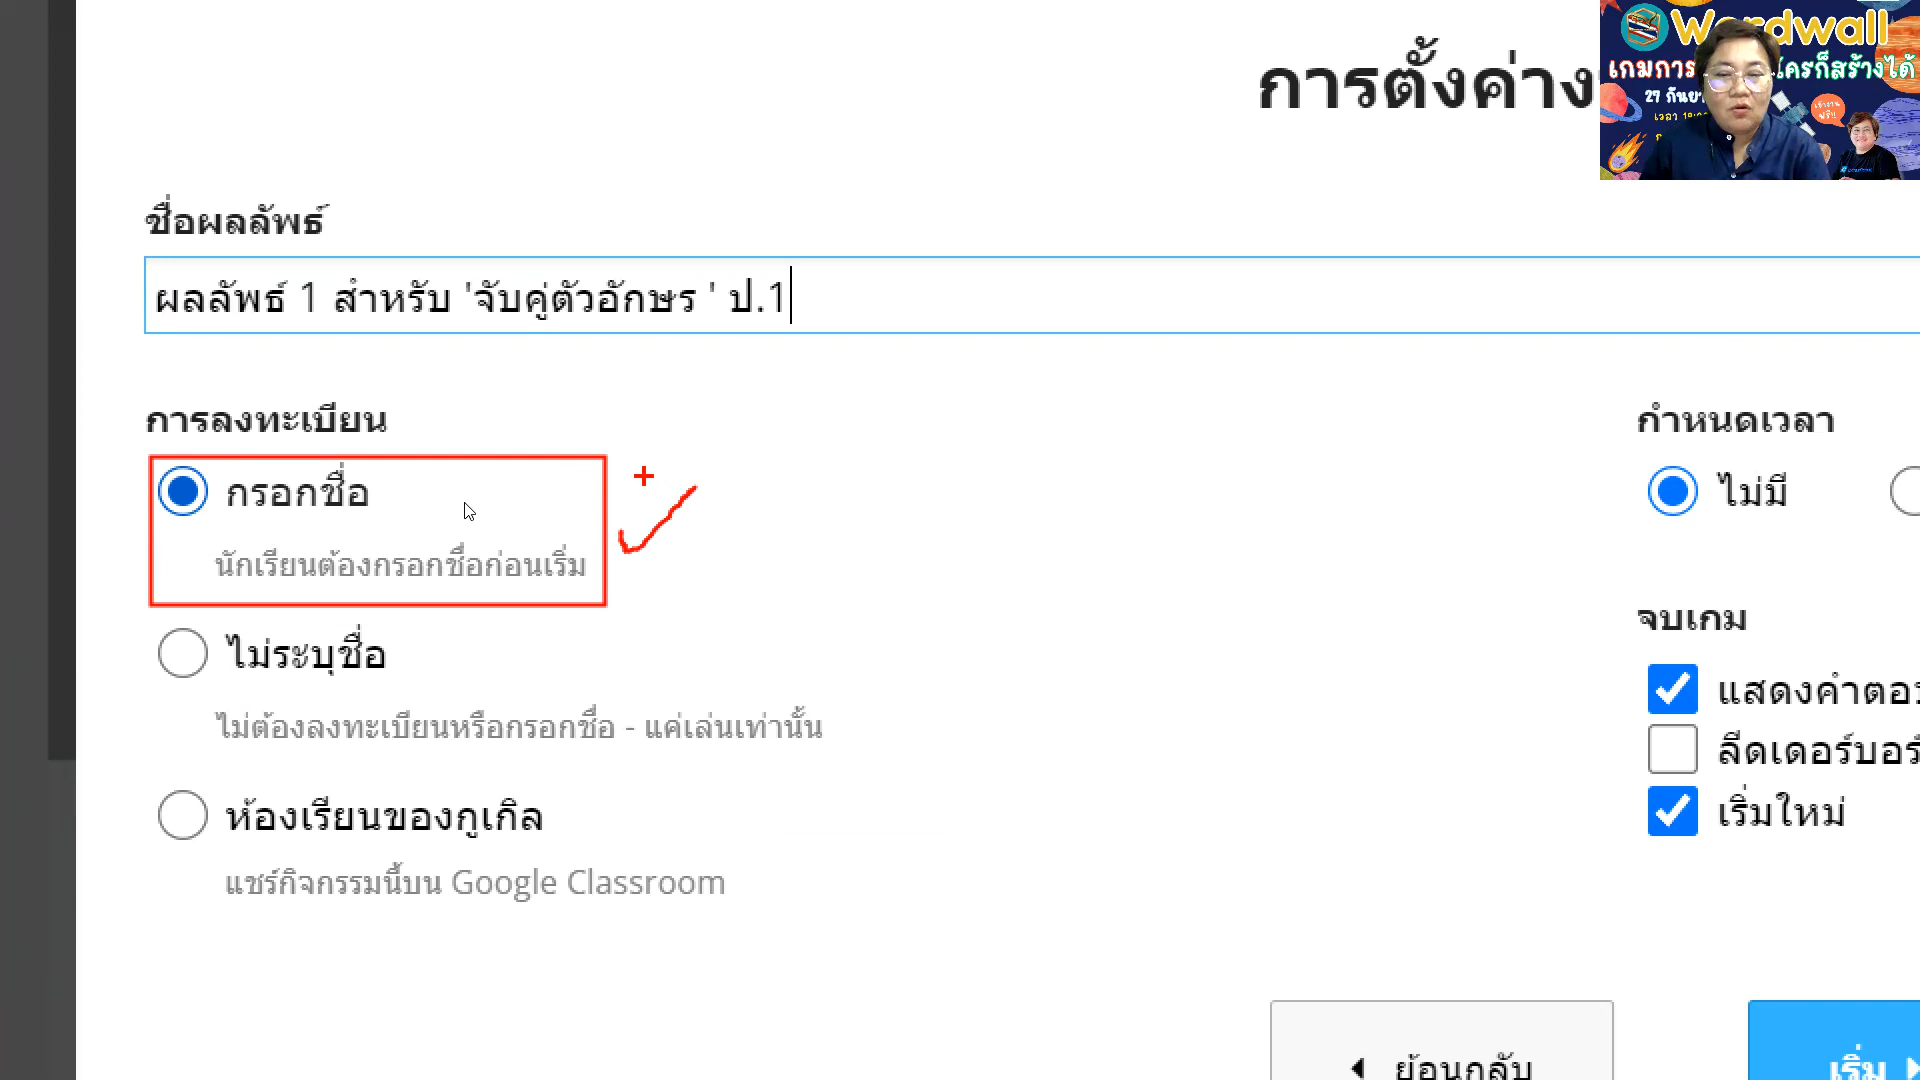 Wordwall
การตั้งค่าง
ชื่อผลลัพธ์
ผลลัพธ์ 1 สำหรับ 'จับคู่ตัวอักษร ' ป.1
การลงทะเบียน
กรอกชื่อ
นักเรียนต้องกรอกชื่อก่อนเริ่ม
ไม่ระบุชื่อ
ไม่ต้องลงทะเบียนหรือกรอกชื่อ - แค่เล่นเท่านั้น
ห้องเรียนของกูเกิล
แชร์กิจกรรมนี้บน Google Classroom
กำหนดเวลา
ไม่มี
จบเกม
แสดงคำตอบ
ลีดเดอร์บอร์
เริ่มใหม่
ย้อนกลับ
เริ่ม